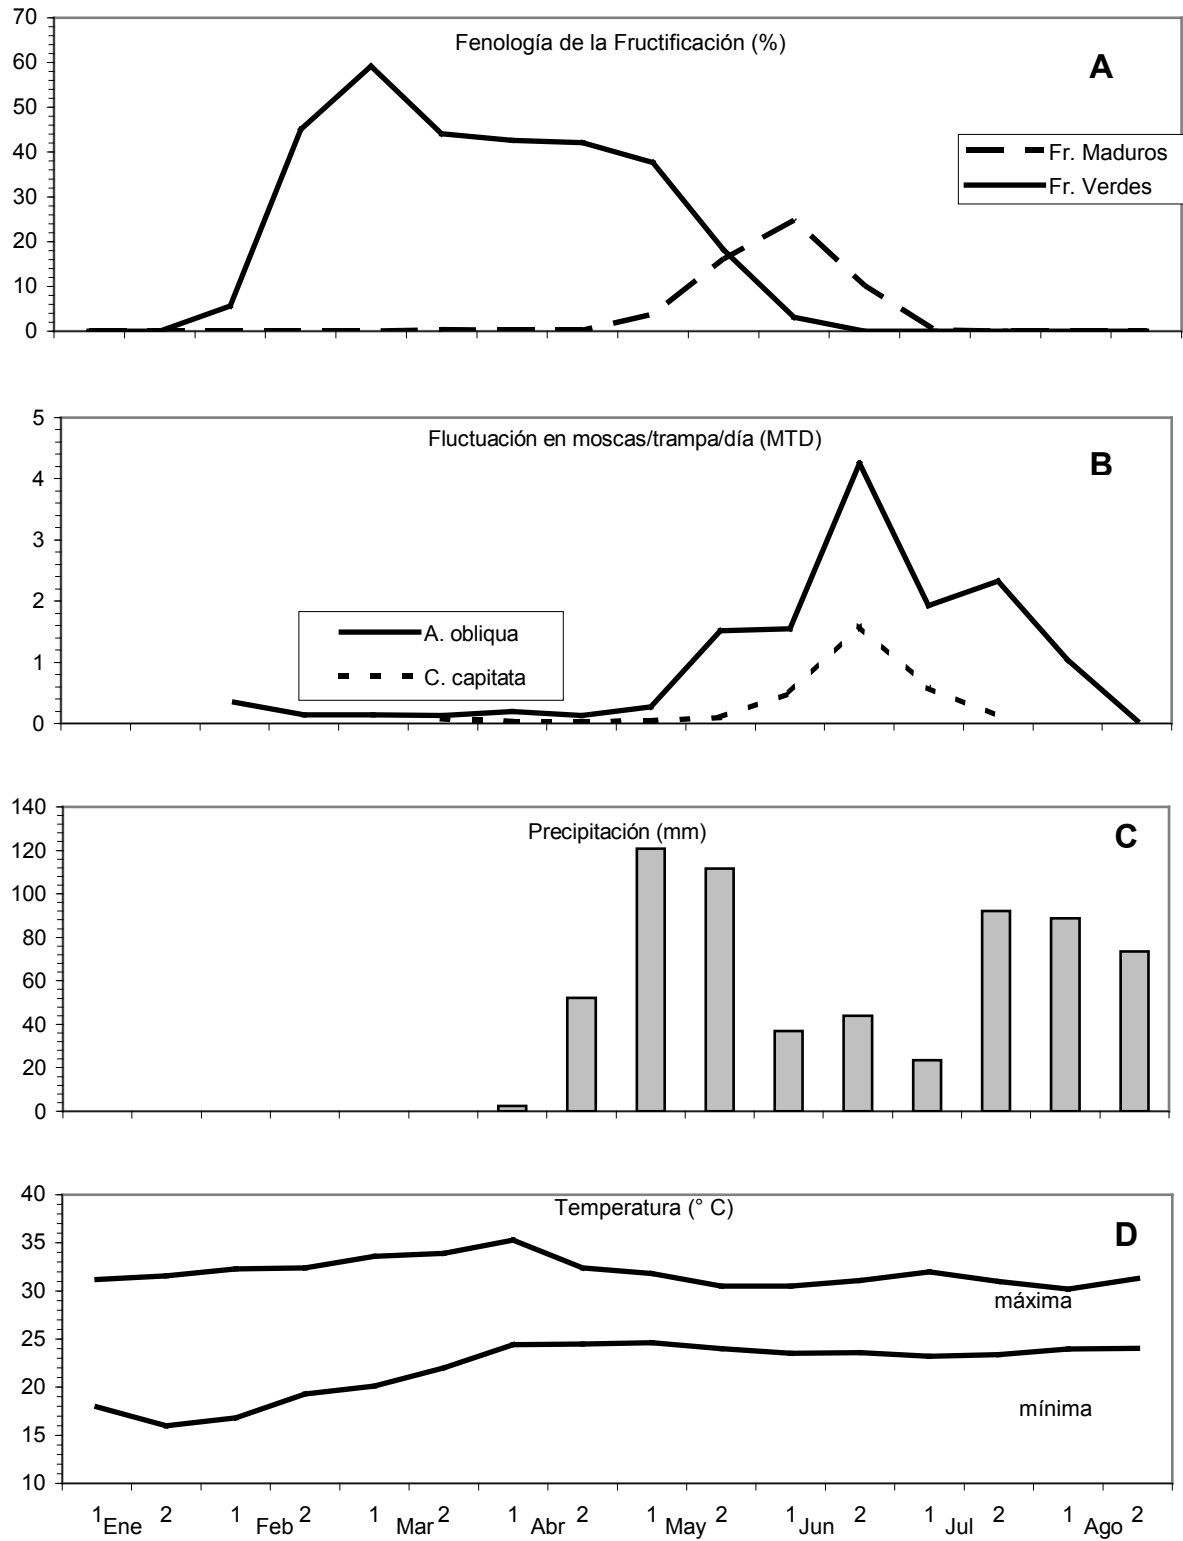 70
60
50
40
30
20
10
0
Fenología de la Fructificación (%)
A
Fr. Maduros
Fr. Verdes
5
4
3
2
1
0
Fluctuación en moscas/trampa/día (MTD)
B
A. obliqua
C. capitata
140
120
100
80
60
40
20
0
Precipitación (mm)
C
40
35
30
25
20
15
10
Temperatura (° C)
D
máxima
mínima
1 Ene 2 1 Feb 2 1 Mar 2 1 Abr 2 1 May 2 1 Jun 2 1 Jul 2 1 Ago 2